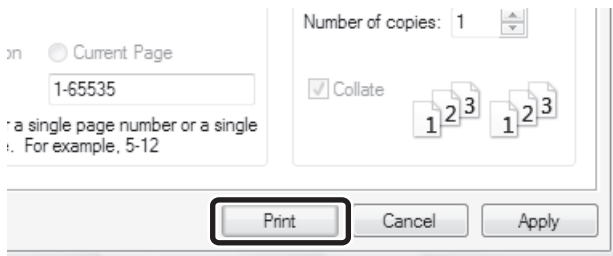 Number of copies: 1
on Current Page
1-65535
Collate
1 2 3 1 2 3
r a single page number or a single
e. For example, 5-12
Print Cancel Apply